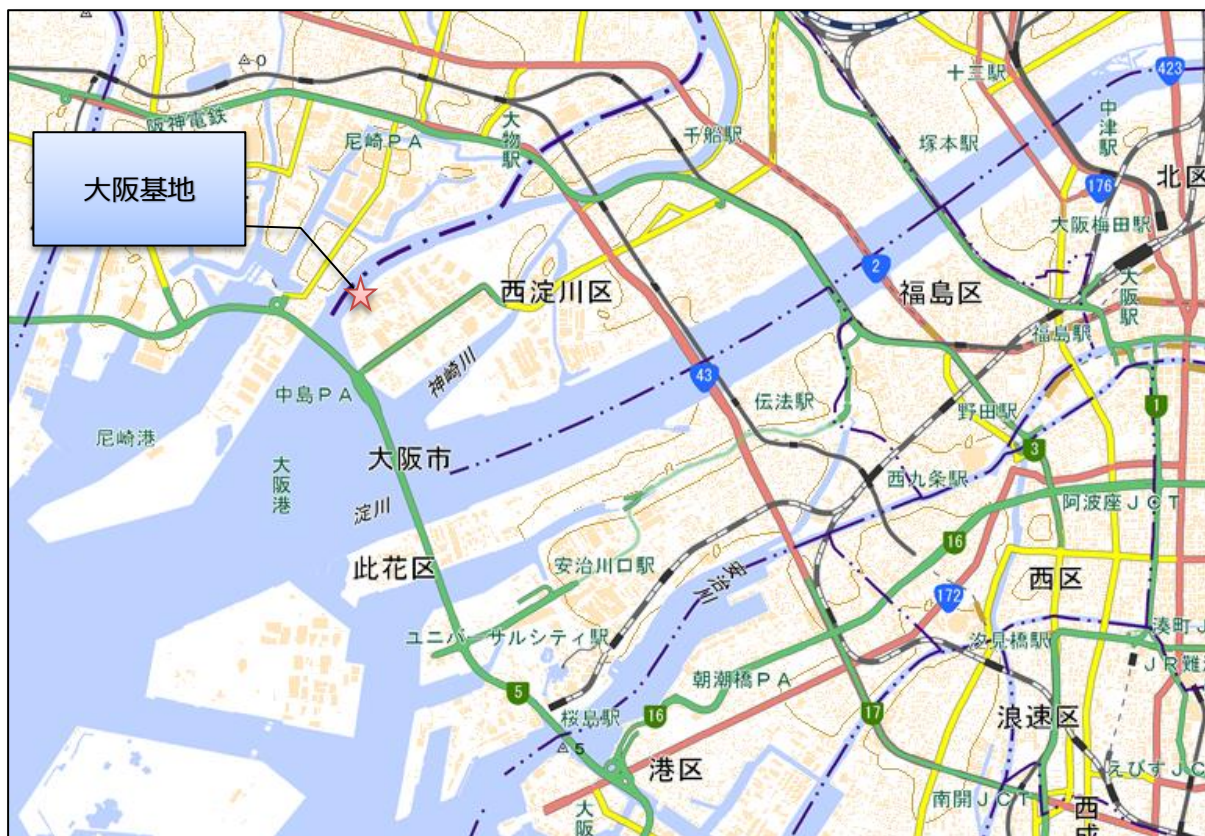 0
十三駅
423
阪神電鉄
尼崎PA
大物駅
千船駅
塚本駅
中津駅
大阪基地
176
北区
大阪梅田駅
2
西淀川区
福島区
大阪駅
福島駅
神崎川
43
中島PA
伝法駅
野田駅
1
尼崎港
大阪港
大阪市
3
西九条駅
淀川
阿波座JCT
16
此花区
安治川口駅
安治川
172
西区
ユニバーサルシティ駅
汐見橋駅
湊町J
JR難波
朝潮橋PA
5
桜島駅
16
17
浪速区
5
港区
えびすJC
南開JCT
大阪
西成